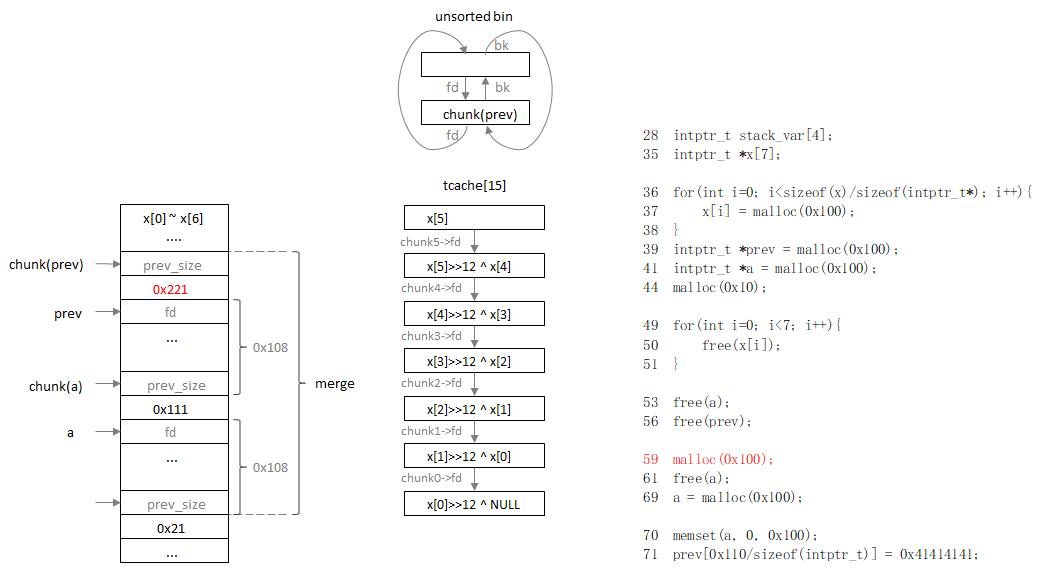 unsorted bin
bk
fd
bk
chunk(prev)
fd
tcache[15]
x[5]
chunk5->fd
x[5]>>12 ^ x[4]
chunk4->fd
x[4]>>12 ^ x[3]
chunk3->fd
x[3]>>12 ^ x[2]
chunk2->fd
x[2]>>12 ^ x[1]
chunk1->fd
x[1]>>12 ^ x[0]
chunk0->fd
x[0]>>12 ^ NULL
x[0] ~ x[6]
....
chunk(prev)
prev_size
0x221
prev
fd
...
0x108
chunk(a)
prev_size
merge
0x111
a
fd
...
0x108
prev_size
0x21
...
28 intptr_t stack_var[4];
35 intptr_t *x[7];
36 for(int i=0; i<sizeof(x)/sizeof(intptr_t*); i++){
37 x[i] = malloc(0x100);
38 }
39 intptr_t *prev = malloc(0x100);
41 intptr_t *a = malloc(0x100);
44 malloc(0x10);
49 for(int i=0; i<7; i++){
50 free(x[i]);
51 }
53 free(a);
56 free(prev);
59 malloc(0x100);
61 free(a);
69 a = malloc(0x100);
70 memset(a, 0, 0x100);
71 prev[0x110/sizeof(intptr_t)] = 0x41414141;